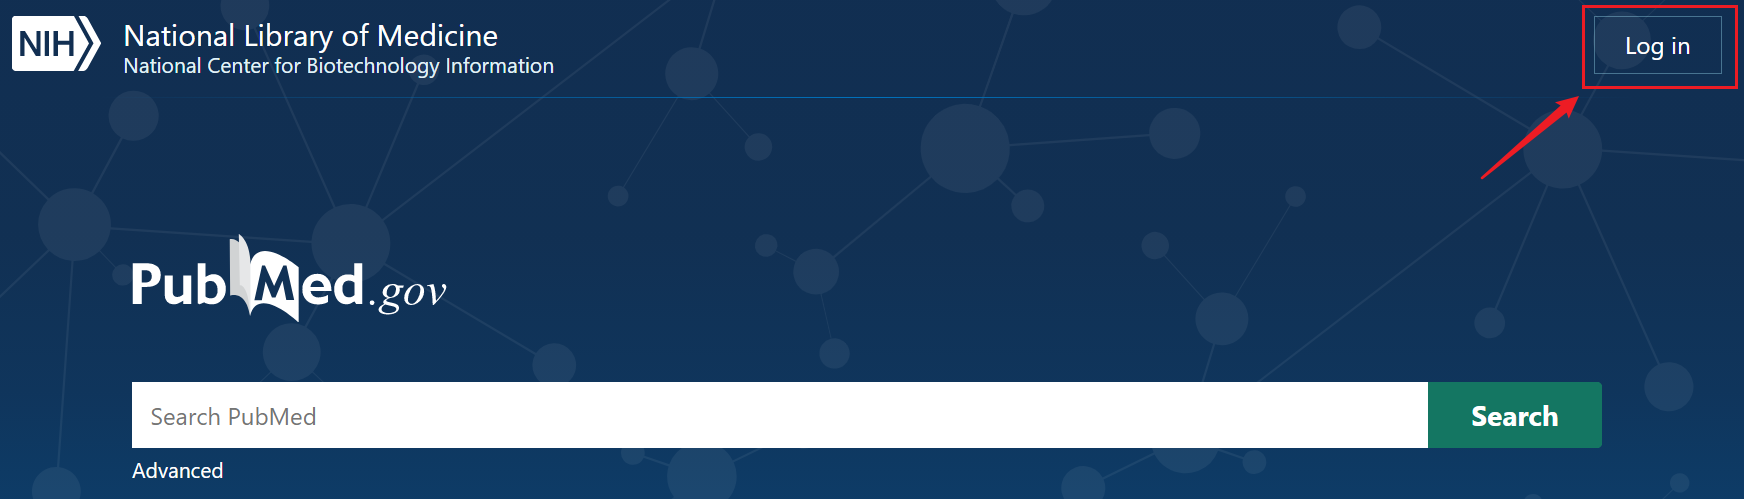 NIH
National Library of Medicine
National Center for Biotechnology Information
Log in
PubMed.gov
Search PubMed
Search
Advanced